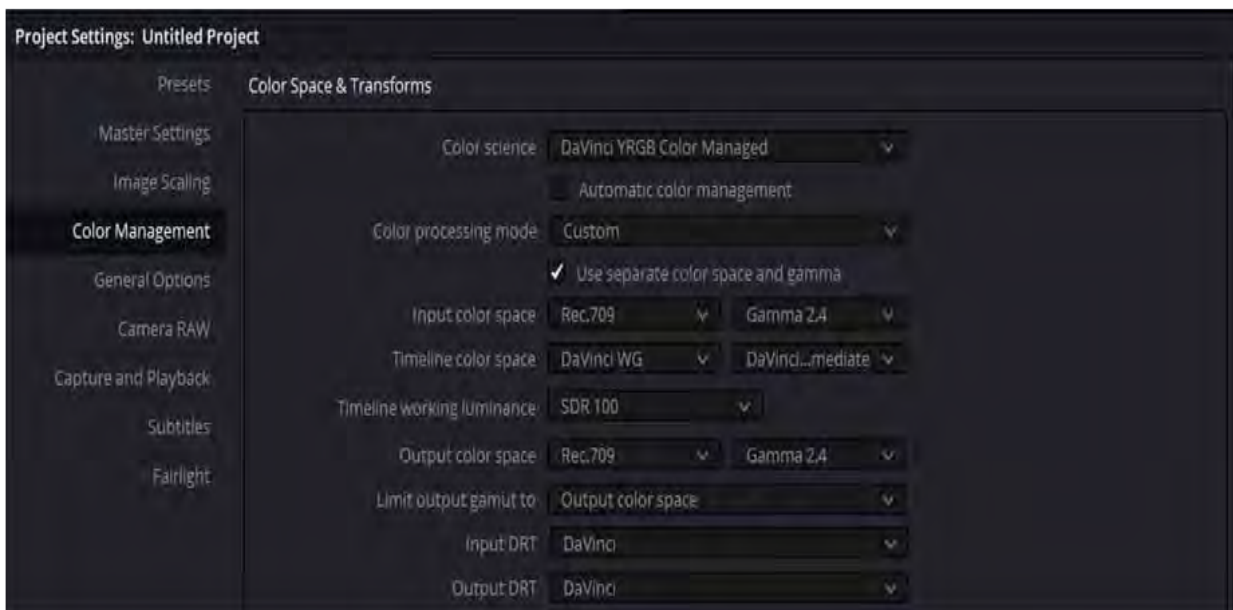 Project Settings: Untitled Project
Presets
Master Settings
Image Scaling
Color Management
General Options
Camera RAW
Capture and Playback
Subtitles
Fairlight
Color Space & Transforms
Color science DaVinci YRGB Color Managed
Automatic color management
Color processing mode Custom
Use separate color space and gamma
Input color space Rec.709 Gamma 2.4
Timeline color space DaVinci WG DaVinci...mediate
Timeline working luminance SDR 100
Output color space Rec.709 Gamma 2.4
Limit output gamut to Output color space
Input DRT DaVinci
Output DRT DaVinci